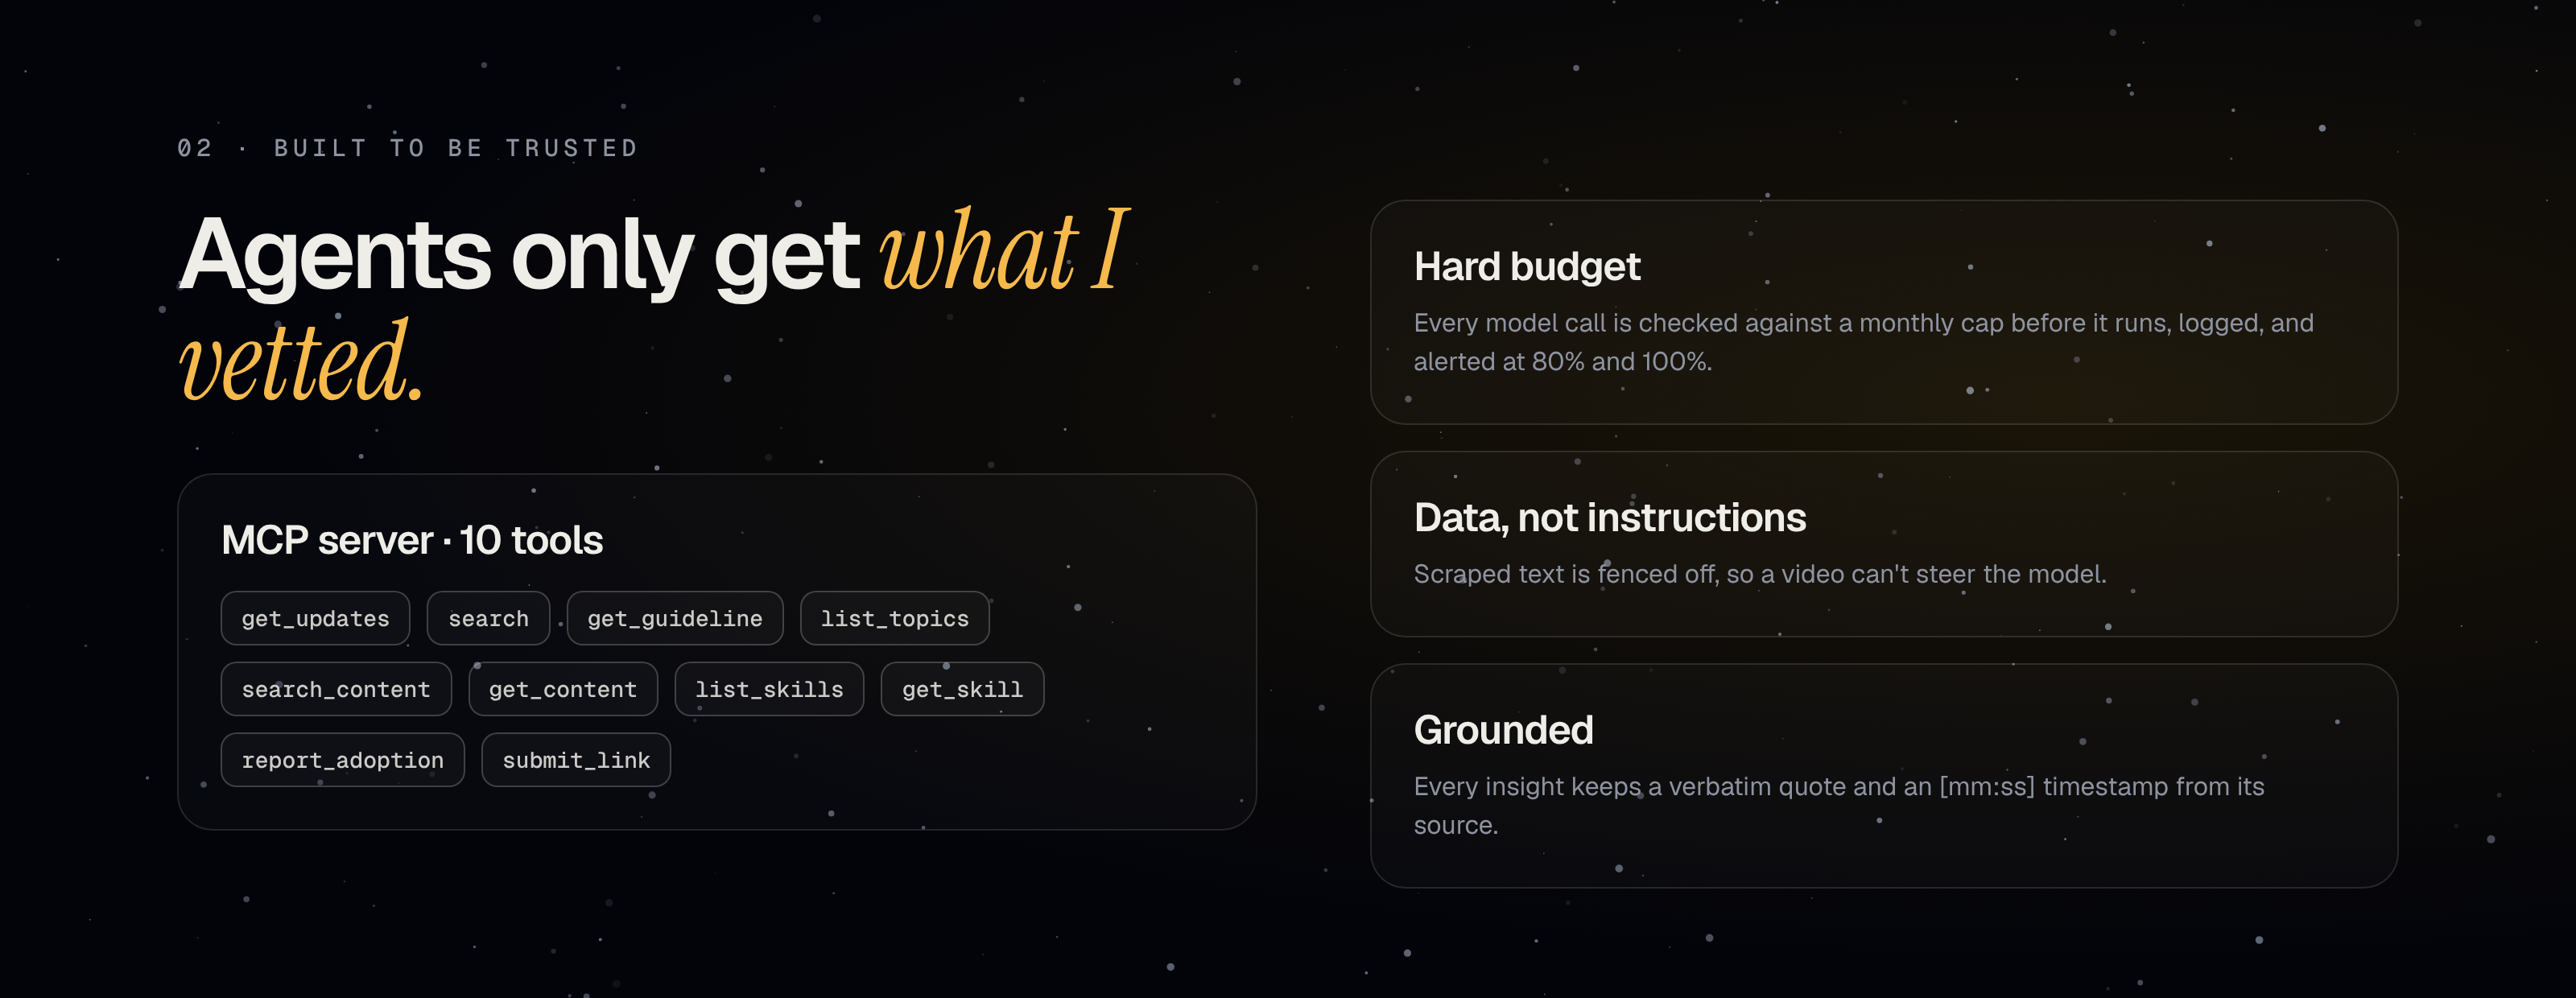 02 · BUILT TO BE TRUSTED
Agents only get what I
vetted.
MCP server · 10 tools
get_updates search get_guideline list_topics
search_content get_content list_skills get_skill
report_adoption submit_link
Hard budget
Every model call is checked against a monthly cap before it runs, logged, and
alerted at 80% and 100%.
Data, not instructions
Scraped text is fenced off, so a video can't steer the model.
Grounded
Every insight keeps a verbatim quote and an [mm:ss] timestamp from its
source.